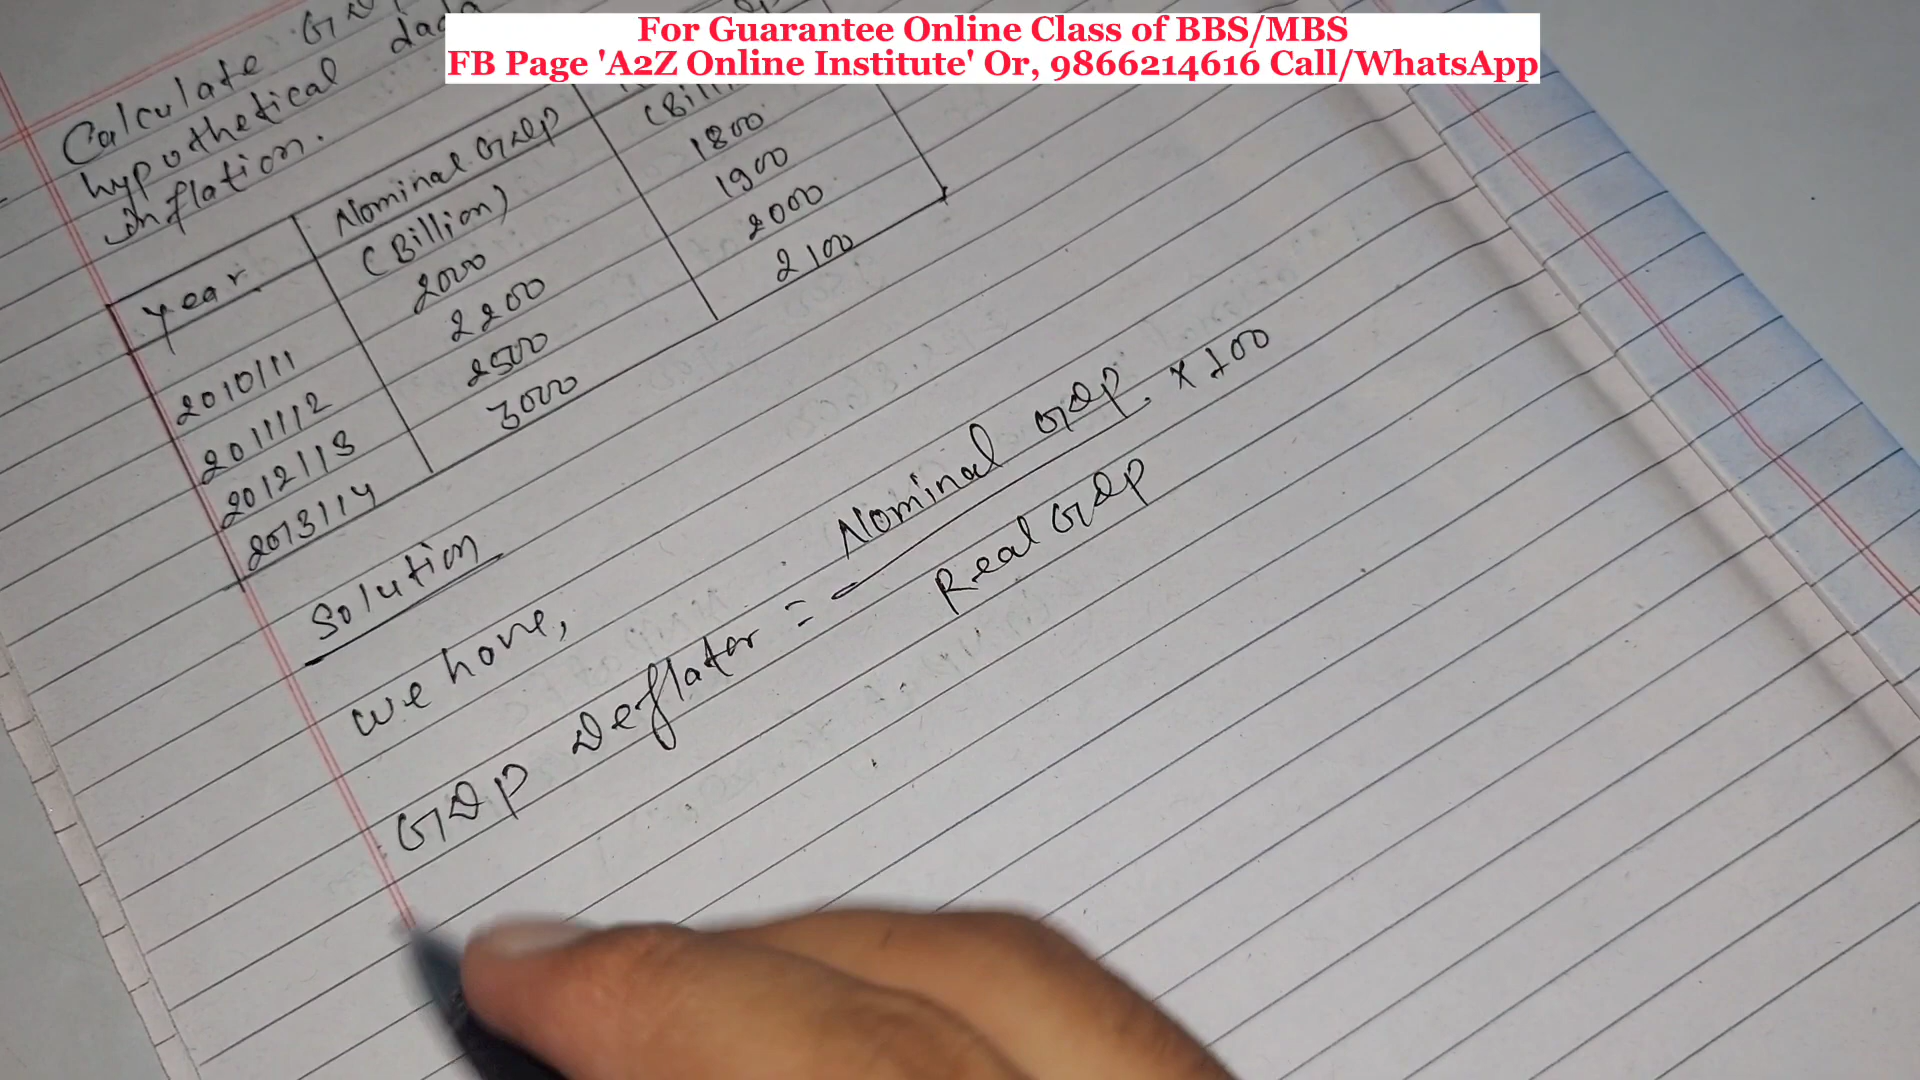 For Guarantee Online Class of BBS/MBS
FB Page 'A2Z Online Institute' Or, 9866214616 Call/WhatsApp
Calculate
hypothetical
inflation.
Year Nominal GDP
(Billion)
2010/11 2000 1800
2011/12 2200 1900
2012/13 2500 2000
2013/14 3000 2100
Solution
We have,
GDP Deflator = Nominal GDP × 100
Real GDP